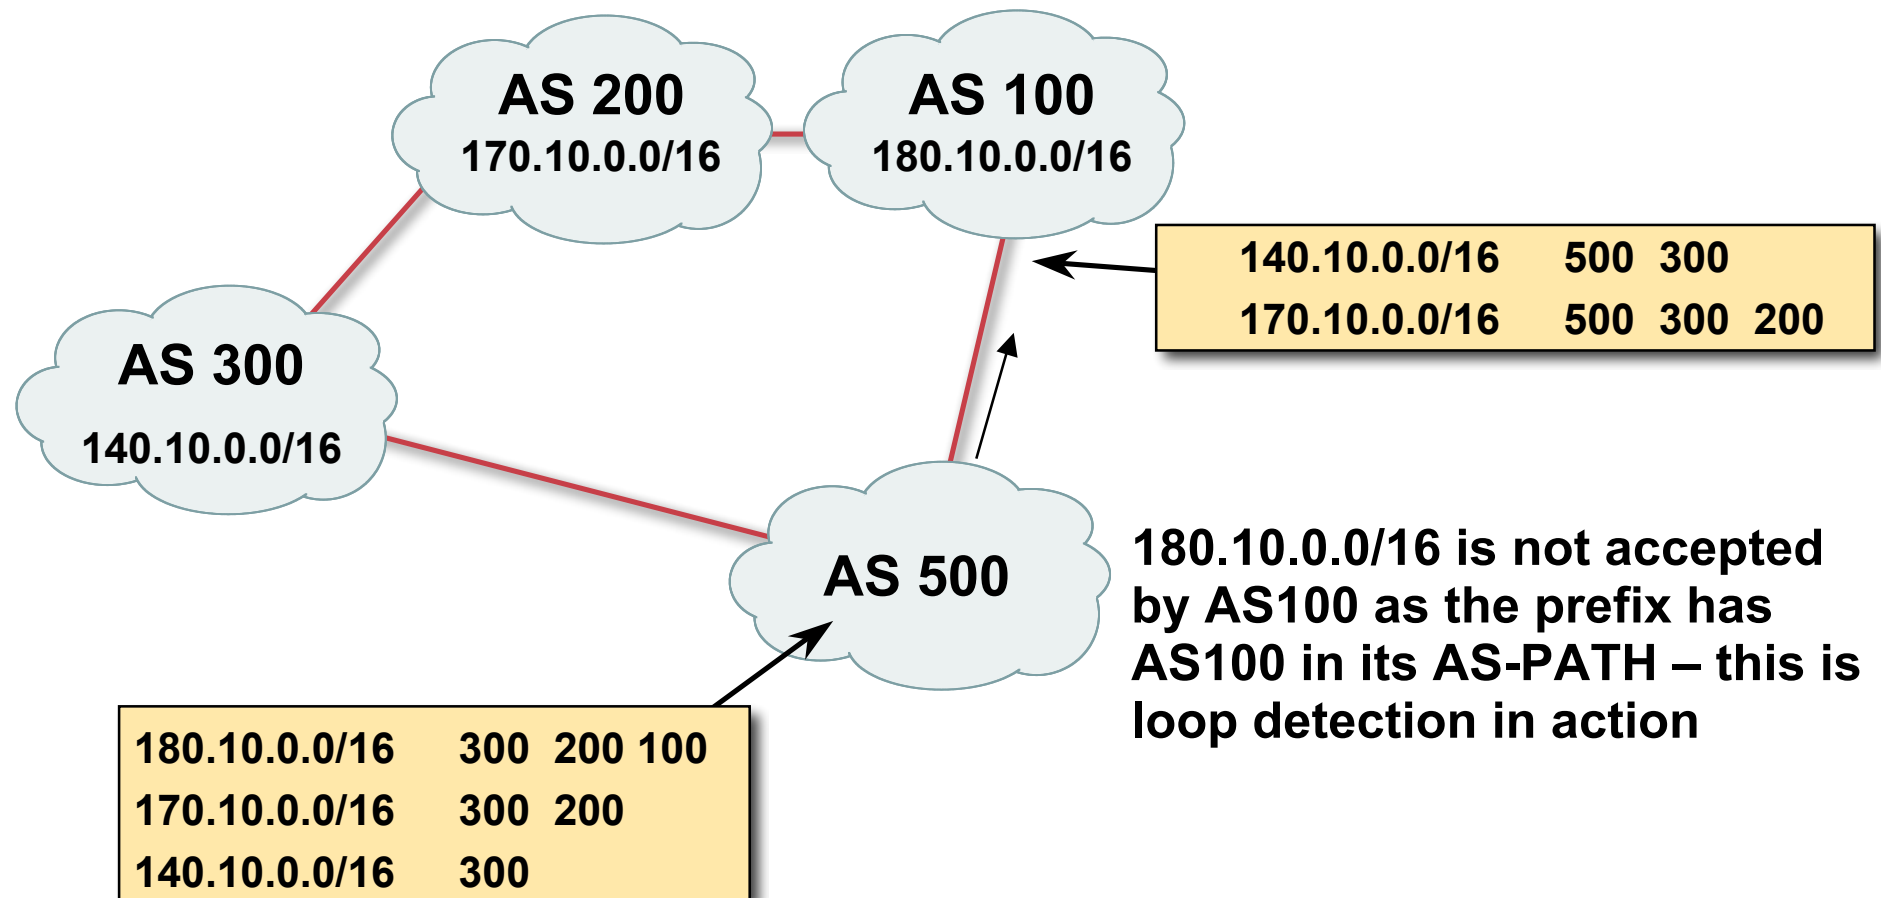 AS 200
170.10.0.0/16
AS 100
180.10.0.0/16
140.10.0.0/16 500 300
170.10.0.0/16 500 300 200
AS 300
140.10.0.0/16
AS 500
180.10.0.0/16 is not accepted
by AS100 as the prefix has
AS100 in its AS-PATH – this is
loop detection in action
180.10.0.0/16 300 200 100
170.10.0.0/16 300 200
140.10.0.0/16 300